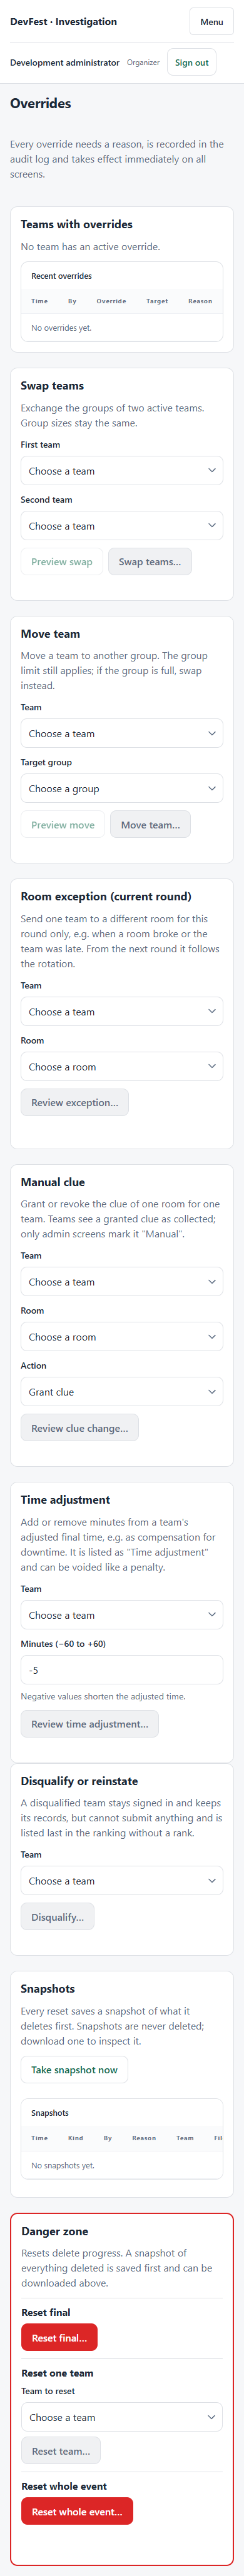 DevFest · Investigation
Menu
Development administrator Organizer Sign out
Overrides
Every override needs a reason, is recorded in the
audit log and takes effect immediately on all
screens.
Teams with overrides
No team has an active override.
Recent overrides
Time By Override Target Reason
No overrides yet.
Swap teams
Exchange the groups of two active teams.
Group sizes stay the same.
First team
Choose a team
Second team
Choose a team
Preview swap Swap teams...
Move team
Move a team to another group. The group
limit still applies; if the group is full, swap
instead.
Team
Choose a team
Target group
Choose a group
Preview move Move team...
Room exception (current round)
Send one team to a different room for this
round only, e.g. when a room broke or the
team was late. From the next round it follows
the rotation.
Team
Choose a team
Room
Choose a room
Review exception...
Manual clue
Grant or revoke the clue of one room for one
team. Teams see a granted clue as collected;
only admin screens mark it "Manual".
Team
Choose a team
Room
Choose a room
Action
Grant clue
Review clue change...
Time adjustment
Add or remove minutes from a team's
adjusted final time, e.g. as compensation for
downtime. It is listed as "Time adjustment"
and can be voided like a penalty.
Team
Choose a team
Minutes (−60 to +60)
-5
Negative values shorten the adjusted time.
Review time adjustment...
Disqualify or reinstate
A disqualified team stays signed in and keeps
its records, but cannot submit anything and is
listed last in the ranking without a rank.
Team
Choose a team
Disqualify...
Snapshots
Every reset saves a snapshot of what it
deletes first. Snapshots are never deleted;
download one to inspect it.
Take snapshot now
Snapshots
Time Kind By Reason Team Fil
No snapshots yet.
Danger zone
Resets delete progress. A snapshot of
everything deleted is saved first and can be
downloaded above.
Reset final
Reset final...
Reset one team
Team to reset
Choose a team
Reset team...
Reset whole event
Reset whole event...